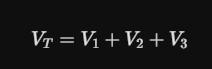 V_T = V_1 + V_2 + V_3